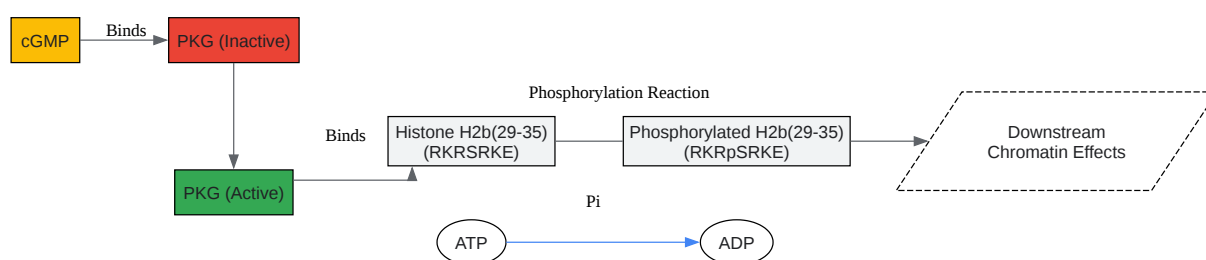 cGMP
Binds
PKG (Inactive)
Phosphorylation Reaction
Binds
Histone H2b(29-35)
(RKRSRKE)
Phosphorylated H2b(29-35)
(RKRpSRKE)
Downstream
Chromatin Effects
PKG (Active)
Pi
ATP
ADP